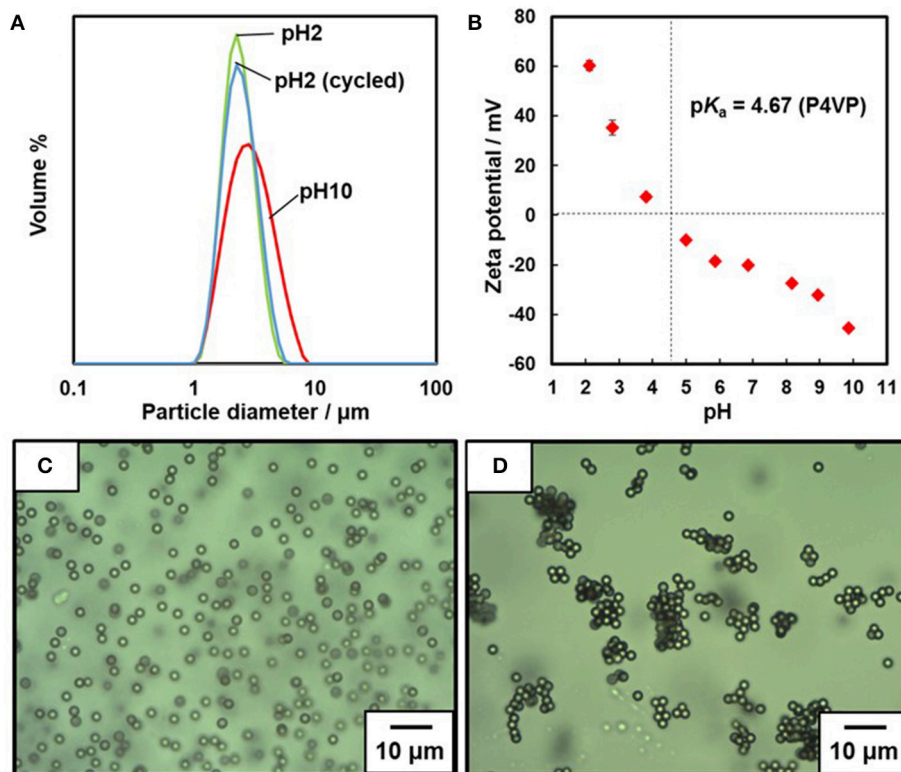 A
pH2
pH2 (cycled)
pH10
Volume %
0.1
1
10
100
Particle diameter / µm
B
pKa = 4.67 (P4VP)
Zeta potential / mV
60
40
20
0
-20
-40
-60
1 2 3 4 5 6 7 8 9 10 11
pH
C
10 µm
D
10 µm